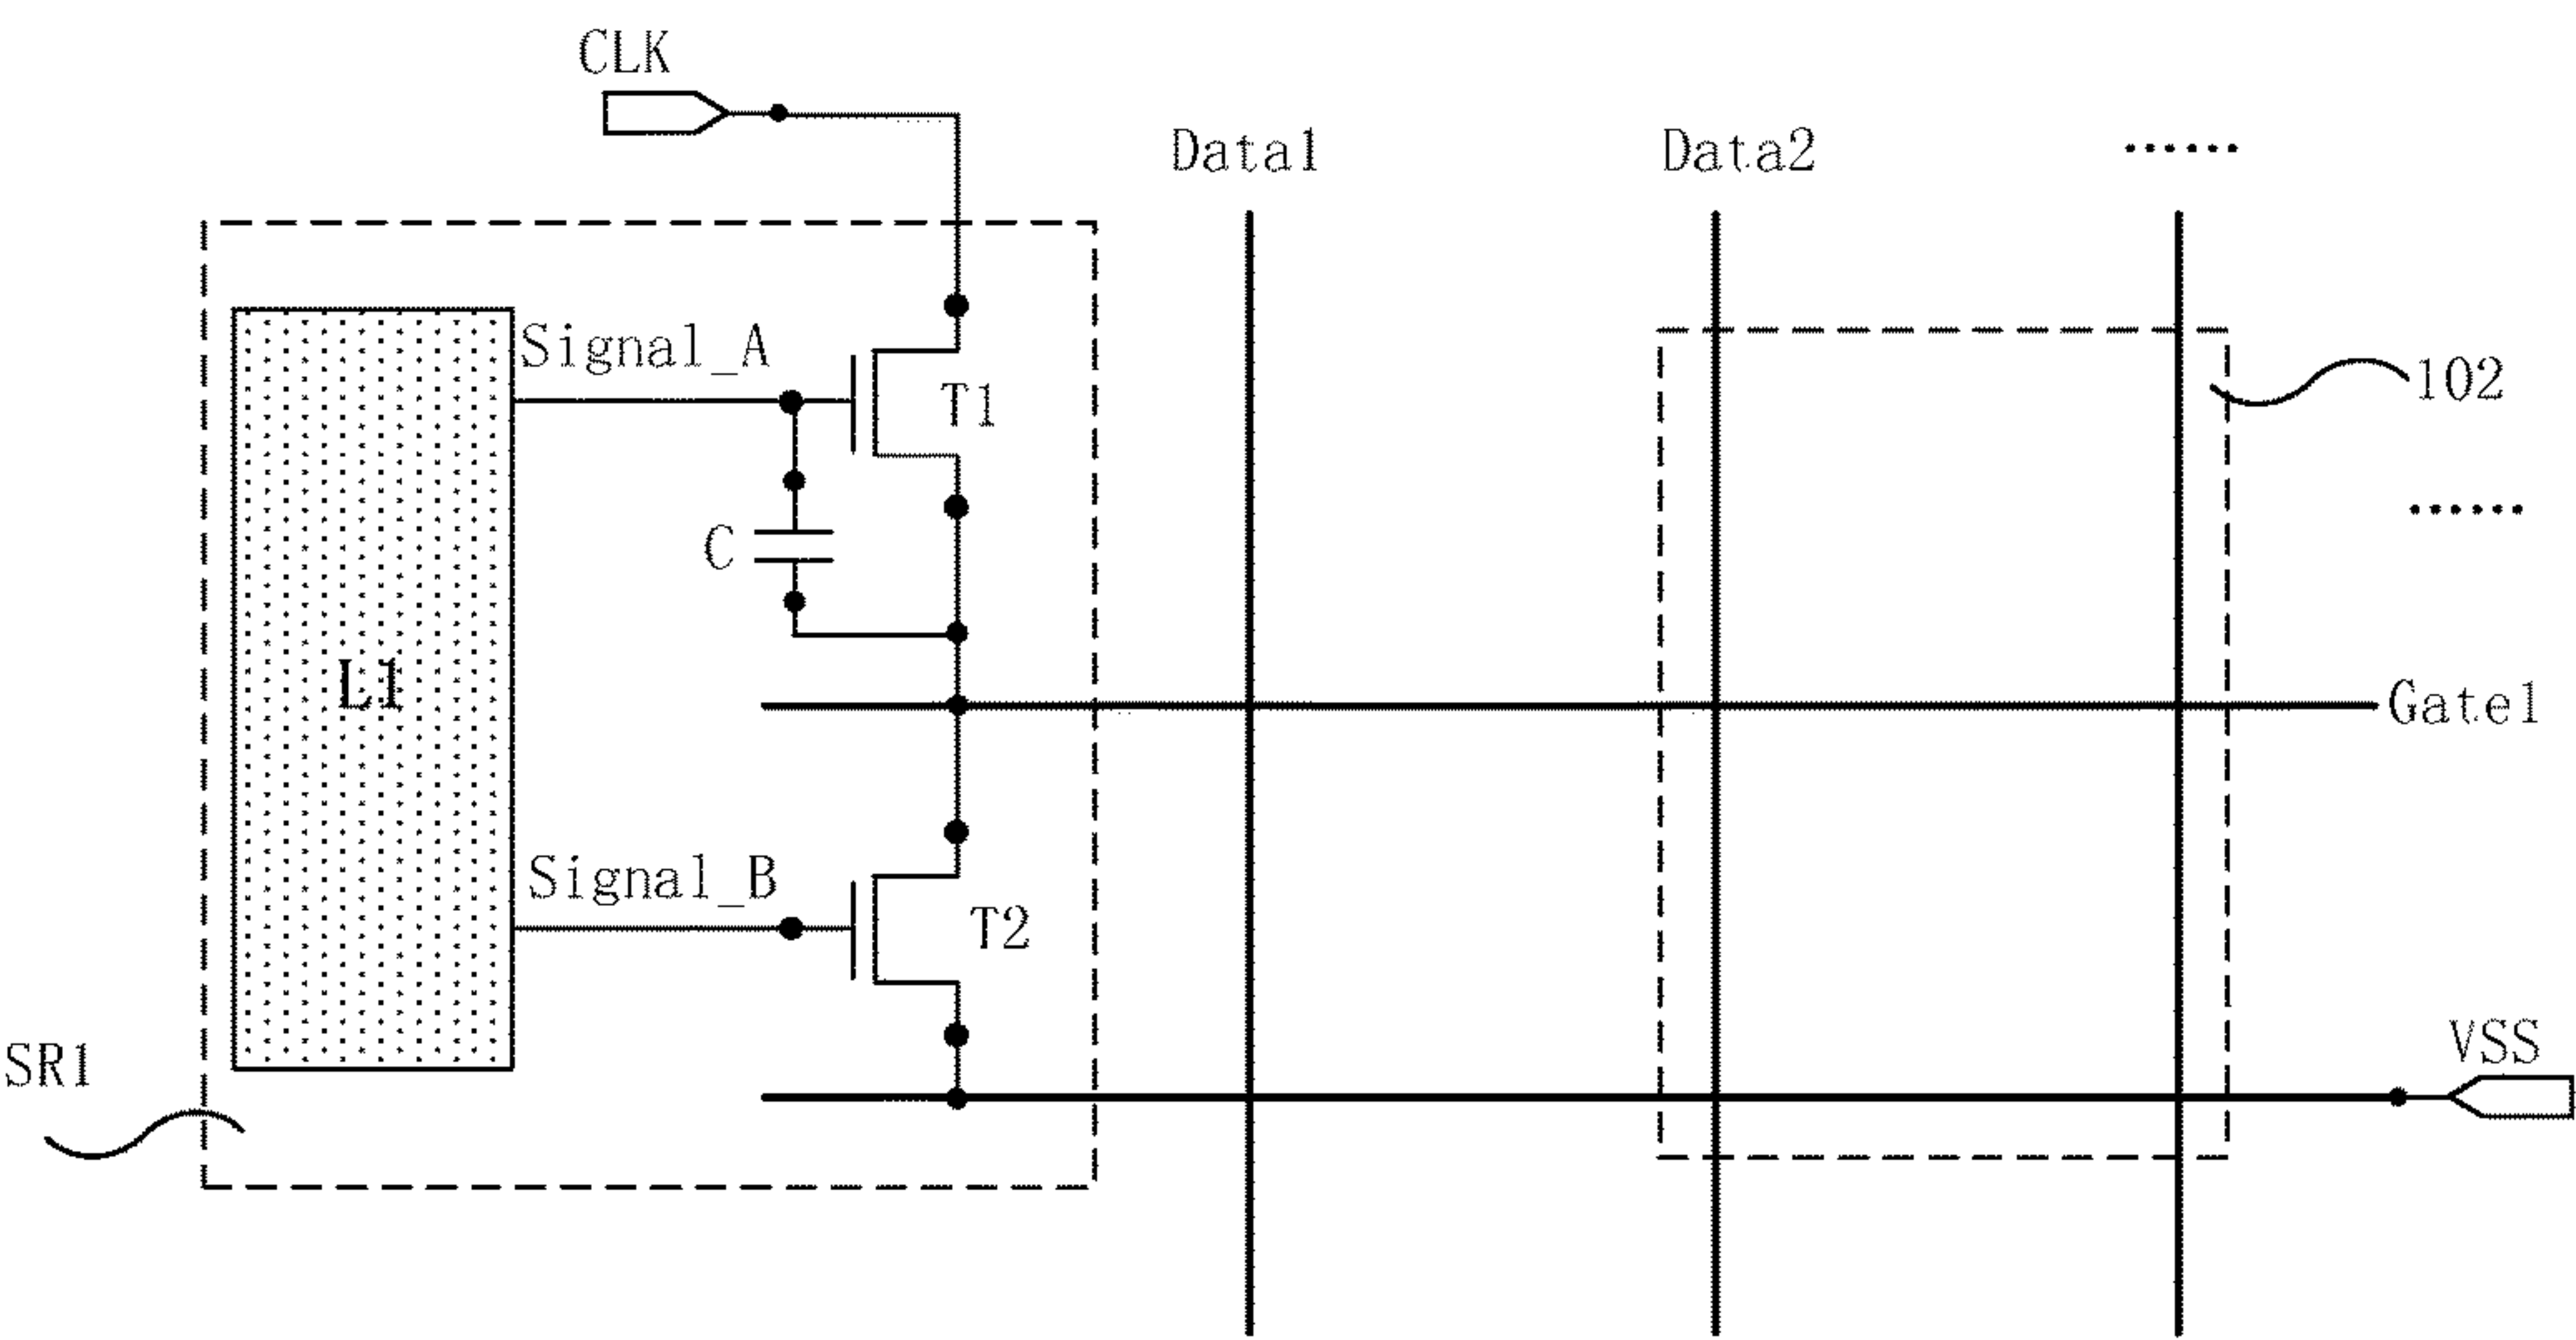 CLK
Data1
Data2
......
Signal_A
T1
102
......
C
L1
Gate1
Signal_B
T2
SR1
VSS